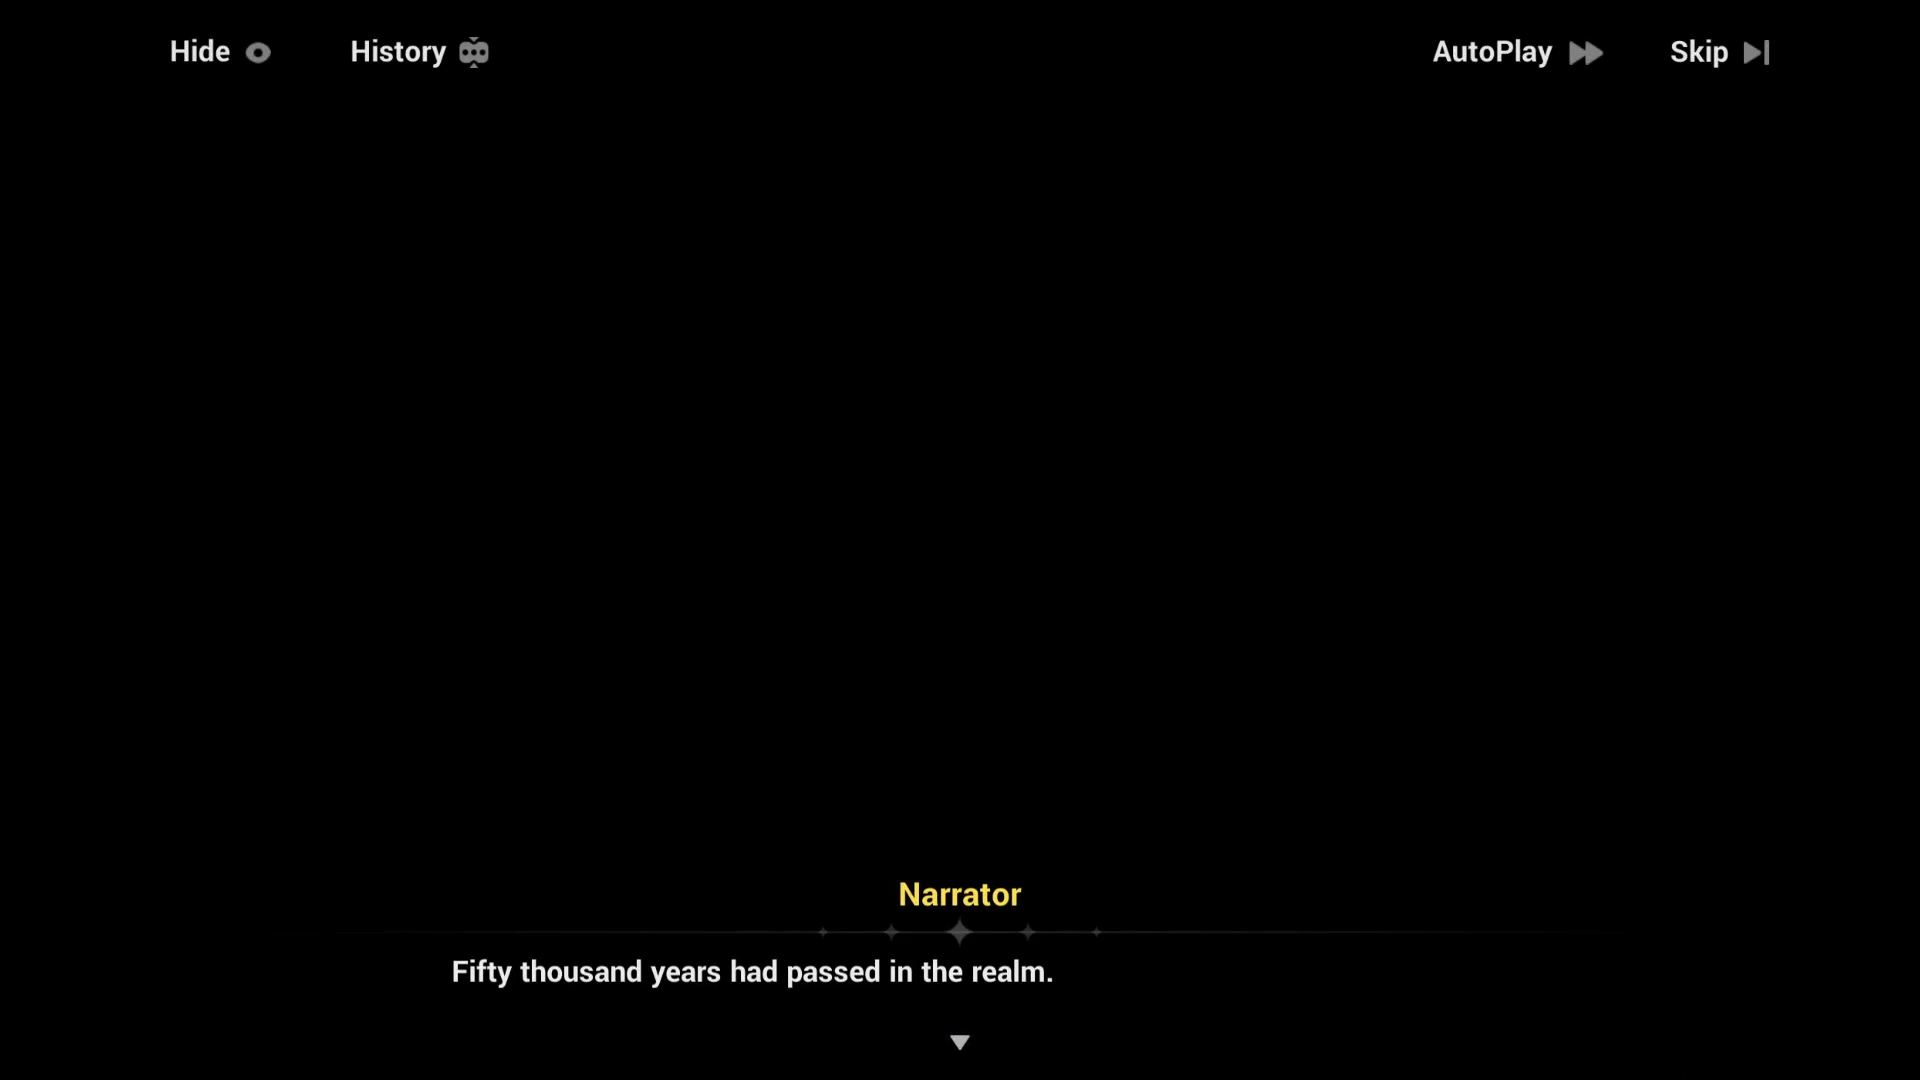 Hide
History
AutoPlay
Skip
Narrator
Fifty thousand years had passed in the realm.